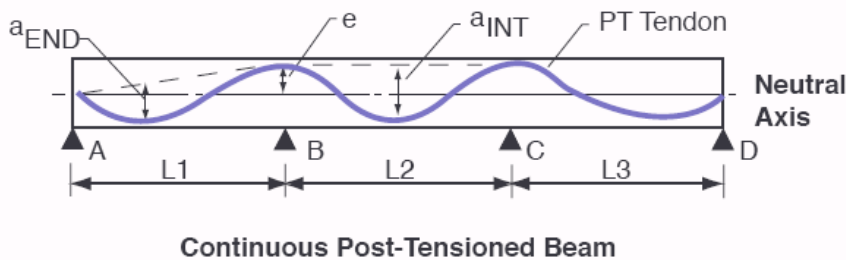 aEND
e
aINT
PT Tendon
Neutral
Axis
A
B
C
D
L1
L2
L3
Continuous Post-Tensioned Beam